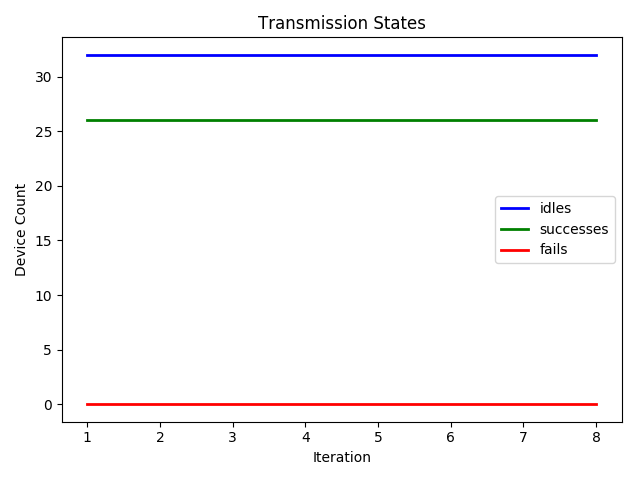 Transmission States
Device Count
30
25
20
15
10
5
0
idles
successes
fails
1 2 3 4 5 6 7 8
Iteration